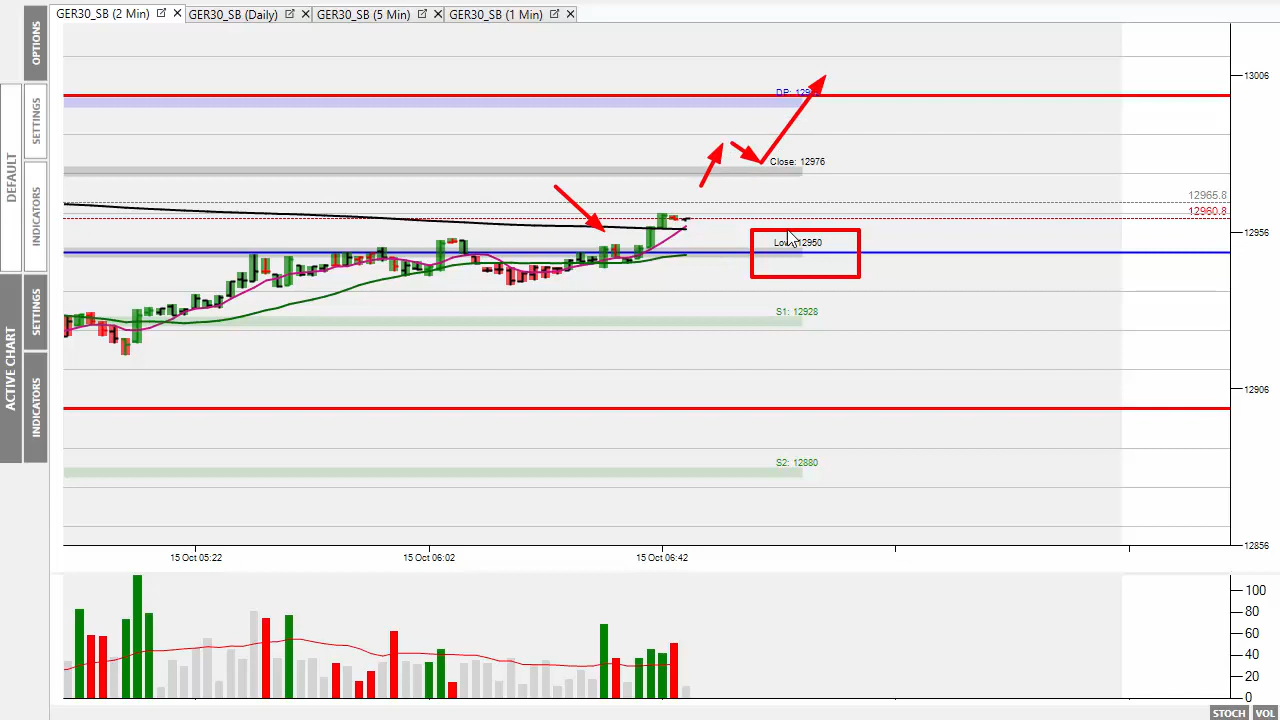 GER30_SB (2 Min)
GER30_SB (Daily)
GER30_SB (5 Min)
GER30_SB (1 Min)
OPTIONS
SETTINGS
DEFAULT
INDICATORS
SETTINGS
ACTIVE CHART
INDICATORS
13006
Close: 12976
12965.8
12960.8
12956
12950
S1: 12928
12906
S2: 12880
12856
15 Oct 05:22
15 Oct 06:02
15 Oct 06:42
100
80
60
40
20
0
STOCH
VOL